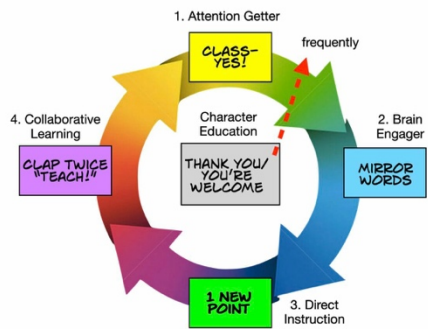 1. Attention Getter
CLASS-
YES!
frequently
2. Brain
Engager
MIRROR
WORDS
3. Direct
Instruction
1 NEW
POINT
4. Collaborative
Learning
CLAP TWICE
"TEACH!"
Character
Education
THANK YOU/
YOU'RE
WELCOME